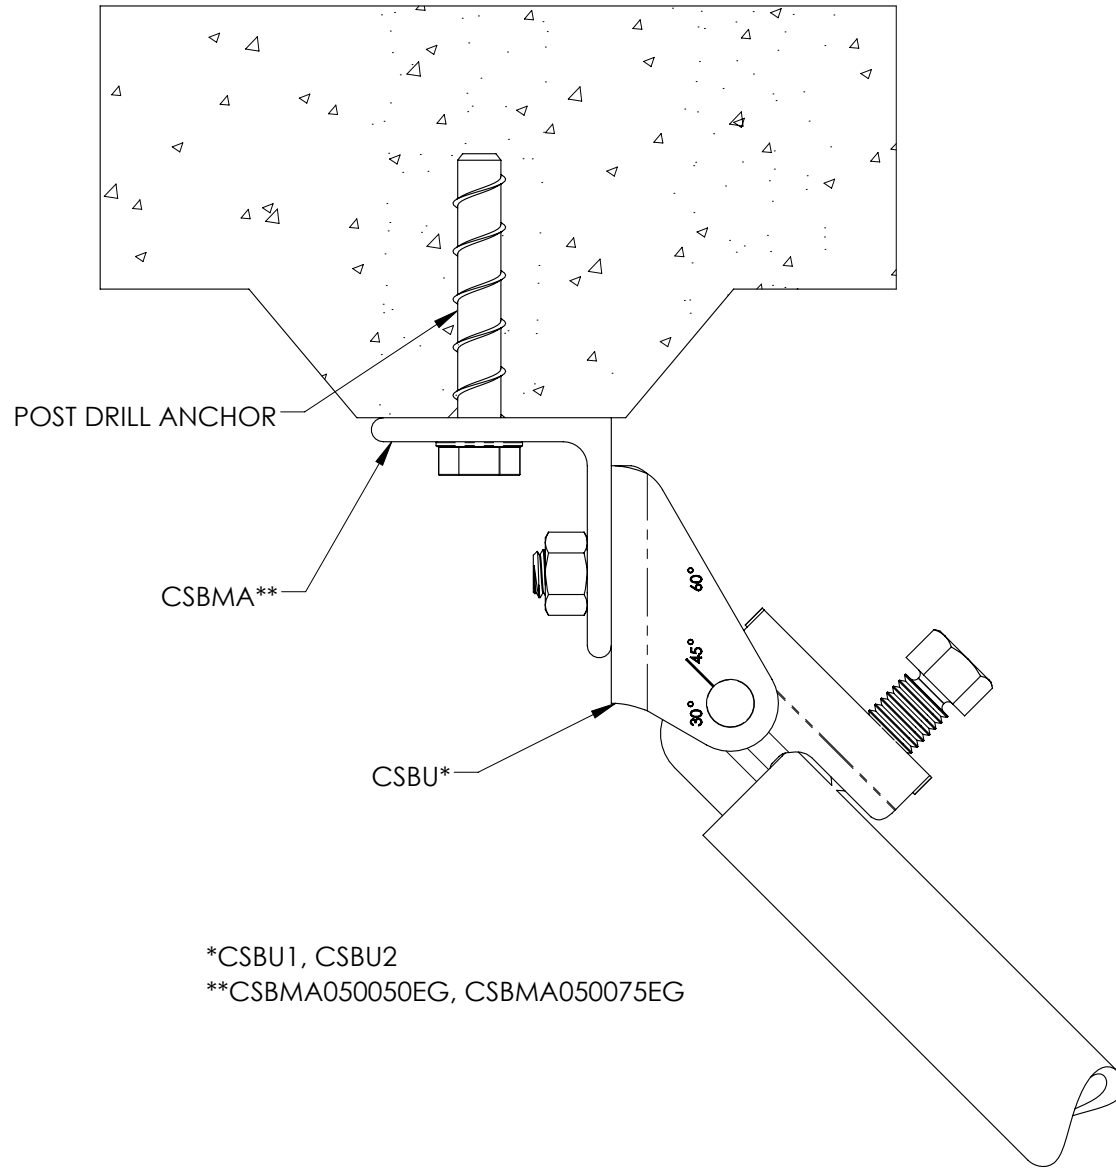 POST DRILL ANCHOR
CSBMA**
60°
45°
30°
CSBU*
*CSBU1, CSBU2
**CSBMA050050EG, CSBMA050075EG